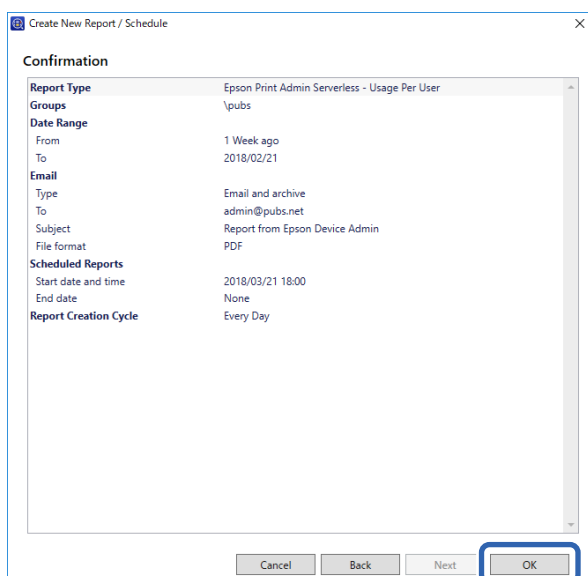 Create New Report / Schedule
Confirmation
Report Type Epson Print Admin Serverless - Usage Per User
Groups \pubs
Date Range
From 1 Week ago
To 2018/02/21
Email
Type Email and archive
To admin@pubs.net
Subject Report from Epson Device Admin
File format PDF
Scheduled Reports
Start date and time 2018/03/21 18:00
End date None
Report Creation Cycle Every Day
Cancel Back Next OK